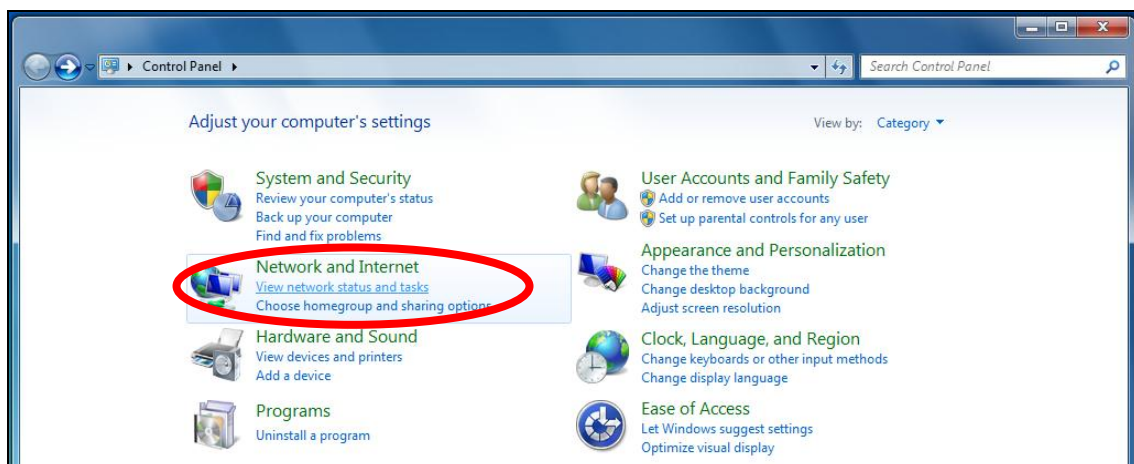 Control Panel
Search Control Panel
Adjust your computer's settings
View by: Category
System and Security
Review your computer's status
Back up your computer
Find and fix problems
Network and Internet
View network status and tasks
Choose homegroup and sharing options
Hardware and Sound
View devices and printers
Add a device
Programs
Uninstall a program
User Accounts and Family Safety
Add or remove user accounts
Set up parental controls for any user
Appearance and Personalization
Change the theme
Change desktop background
Adjust screen resolution
Clock, Language, and Region
Change keyboards or other input methods
Change display language
Ease of Access
Let Windows suggest settings
Optimize visual display